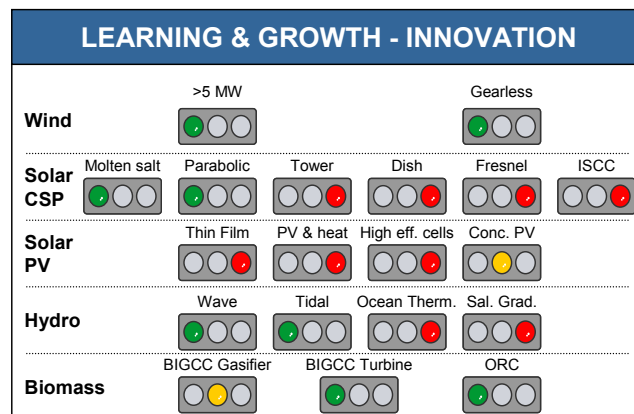 LEARNING & GROWTH - INNOVATION
>5 MW Gearless
Wind
Molten salt Parabolic Tower Dish Fresnel ISCC
Solar
CSP
Thin Film PV & heat High eff. cells Conc. PV
Solar
PV
Wave Tidal Ocean Therm. Sal. Grad.
Hydro
BIGCC Gasifier BIGCC Turbine ORC
Biomass